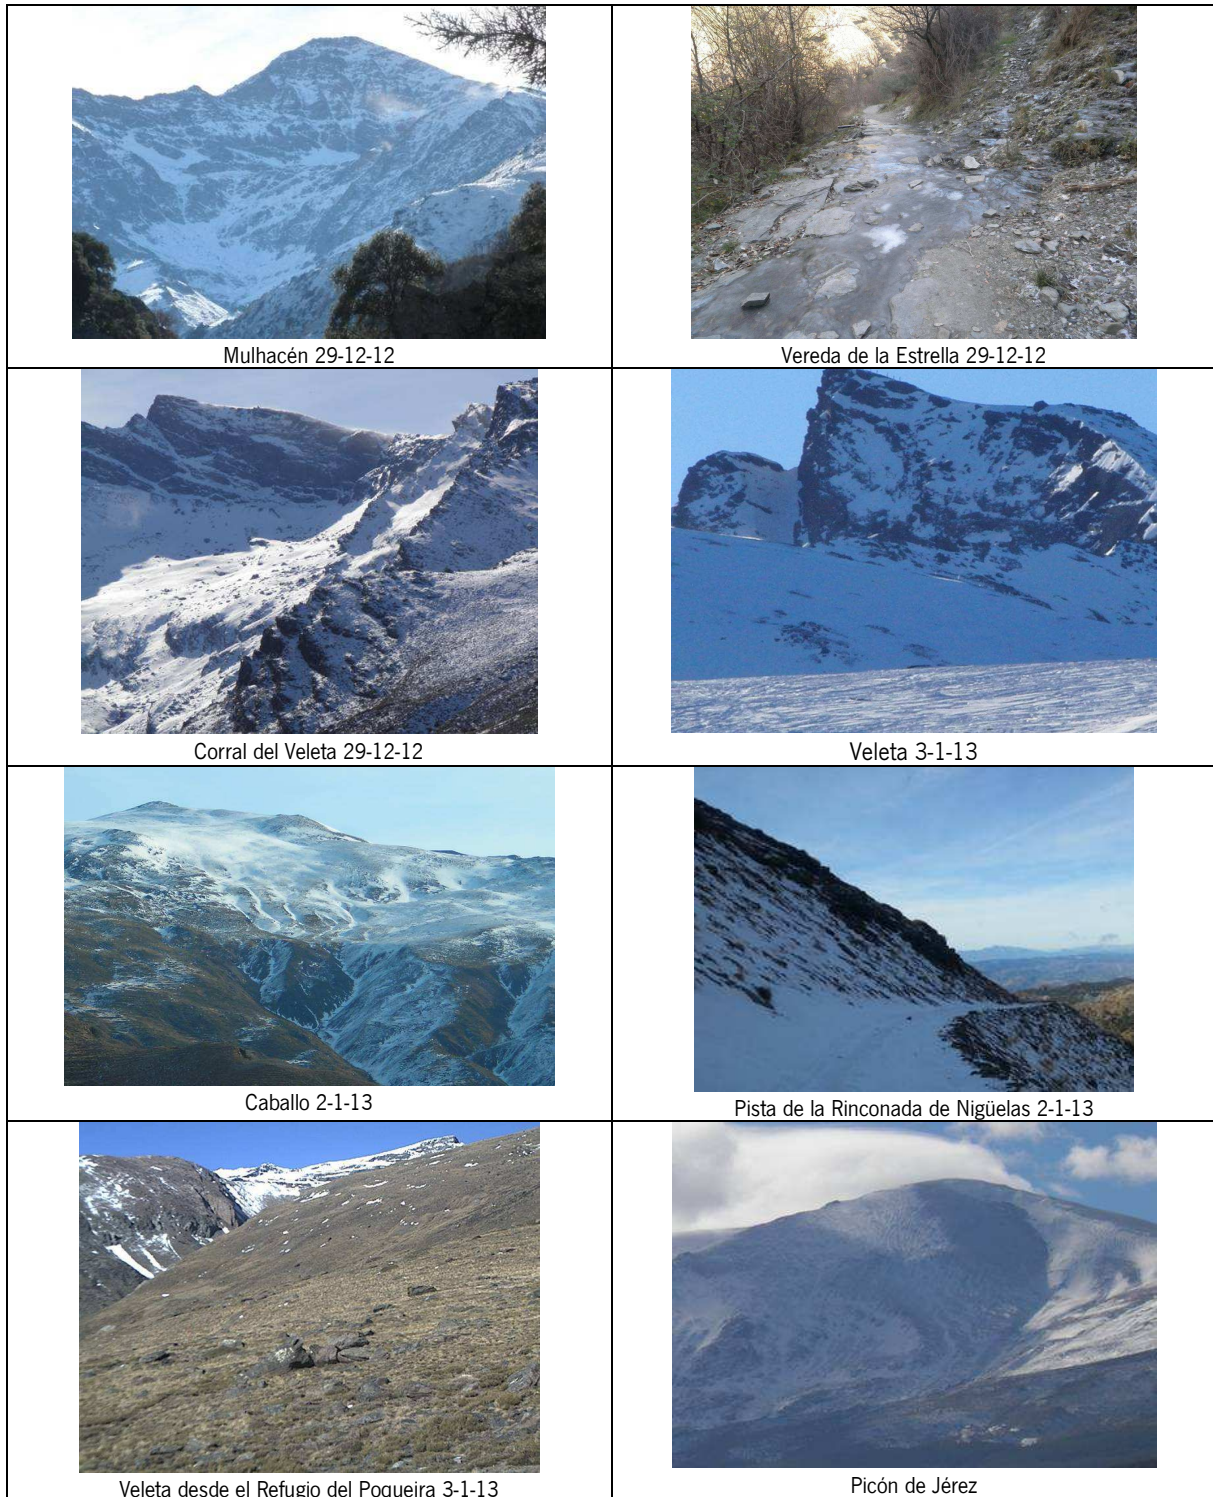 Mulhacén 29-12-12
Vereda de la Estrella 29-12-12
Corral del Veleta 29-12-12
Veleta 3-1-13
Caballo 2-1-13
Pista de la Rinconada de Nigüelas 2-1-13
Veleta desde el Refugio del Poqueira 3-1-13
Picón de Jérez